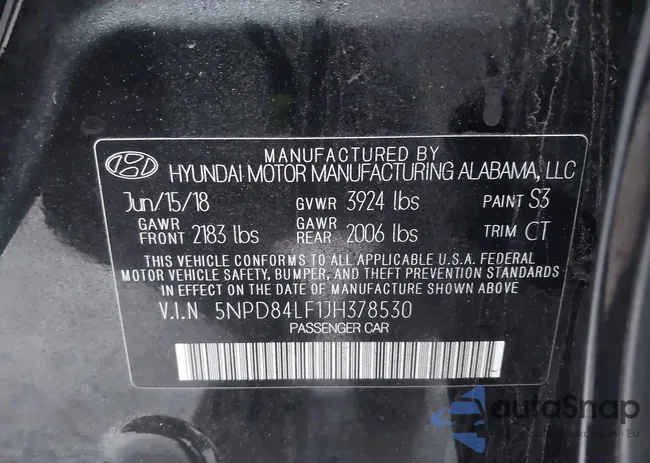 MANUFACTURED BY
HYUNDAI MOTOR MANUFACTURING ALABAMA, LLC
Jun/15/18 GVWR 3924 lbs PAINT S3
GAWR FRONT 2183 lbs GAWR REAR 2006 lbs TRIM CT
THIS VEHICLE CONFORMS TO ALL APPLICABLE U.S.A. FEDERAL
MOTOR VEHICLE SAFETY, BUMPER, AND THEFT PREVENTION STANDARDS
IN EFFECT ON THE DATE OF MANUFACTURE SHOWN ABOVE.
V.I.N 5NPD84LF1JH378530
PASSENGER CAR
autoSnap